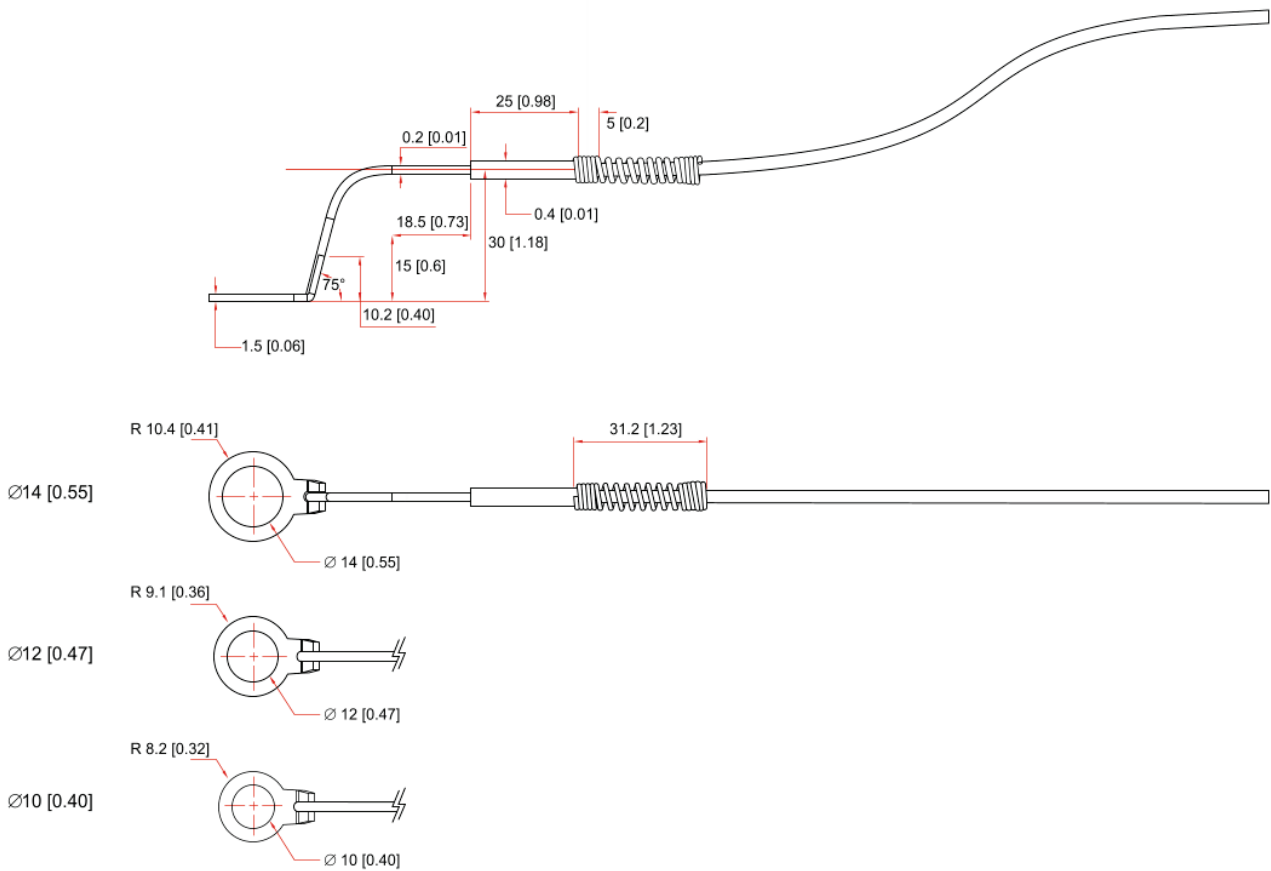 25 [0.98]
5 [0.2]
0.2 [0.01]
0.4 [0.01]
18.5 [0.73]
30 [1.18]
15 [0.6]
75°
10.2 [0.40]
1.5 [0.06]
R 10.4 [0.41]
31.2 [1.23]
∅14 [0.55]
∅ 14 [0.55]
R 9.1 [0.36]
∅12 [0.47]
∅ 12 [0.47]
R 8.2 [0.32]
∅10 [0.40]
∅ 10 [0.40]